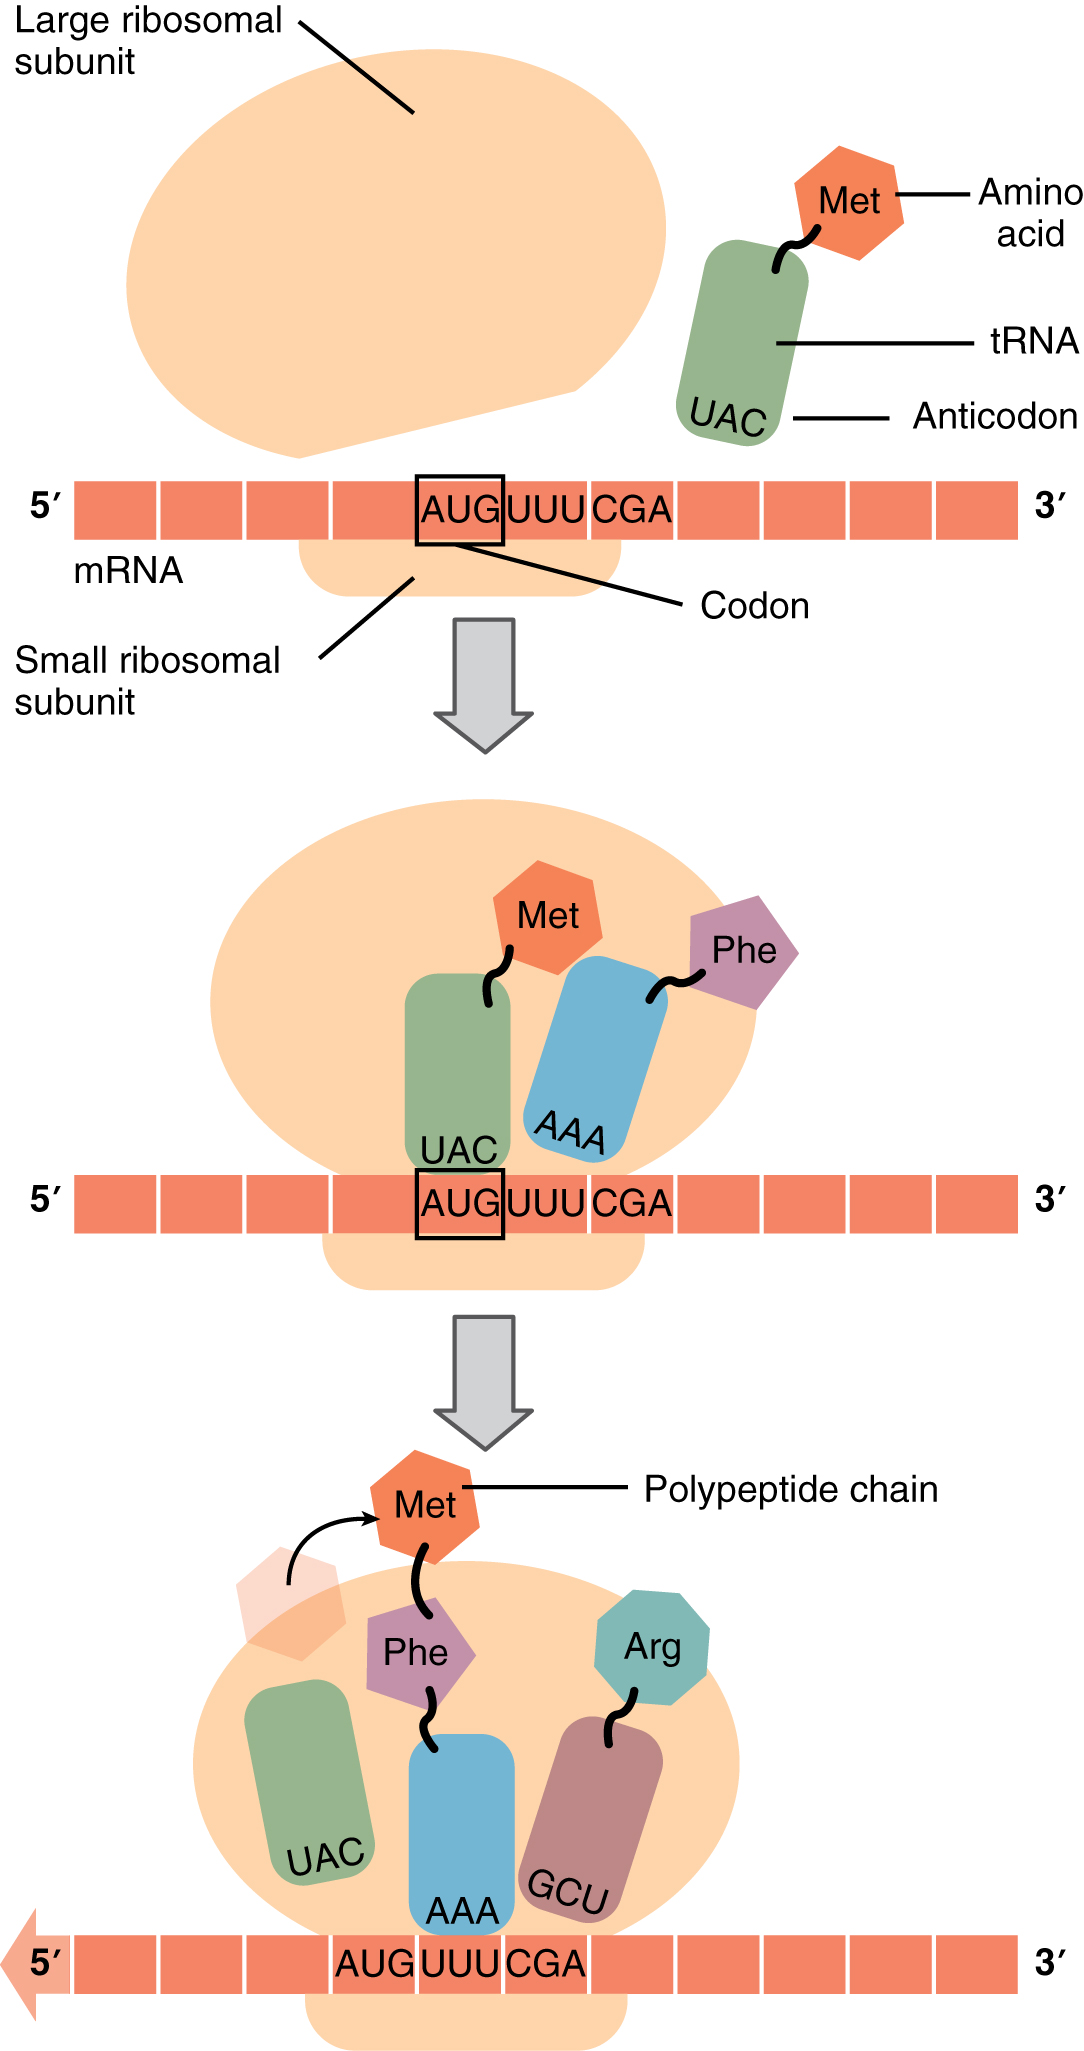 Large ribosomal
subunit
Met
Amino
acid
tRNA
UAC
Anticodon
5′ AUG UUU CGA 3′
mRNA
Codon
Small ribosomal
subunit
Met
Phe
AAA
UAC
5′ AUG UUU CGA 3′
Met
Polypeptide chain
Phe
Arg
UAC
AAA
GCU
5′ AUG UUU CGA 3′